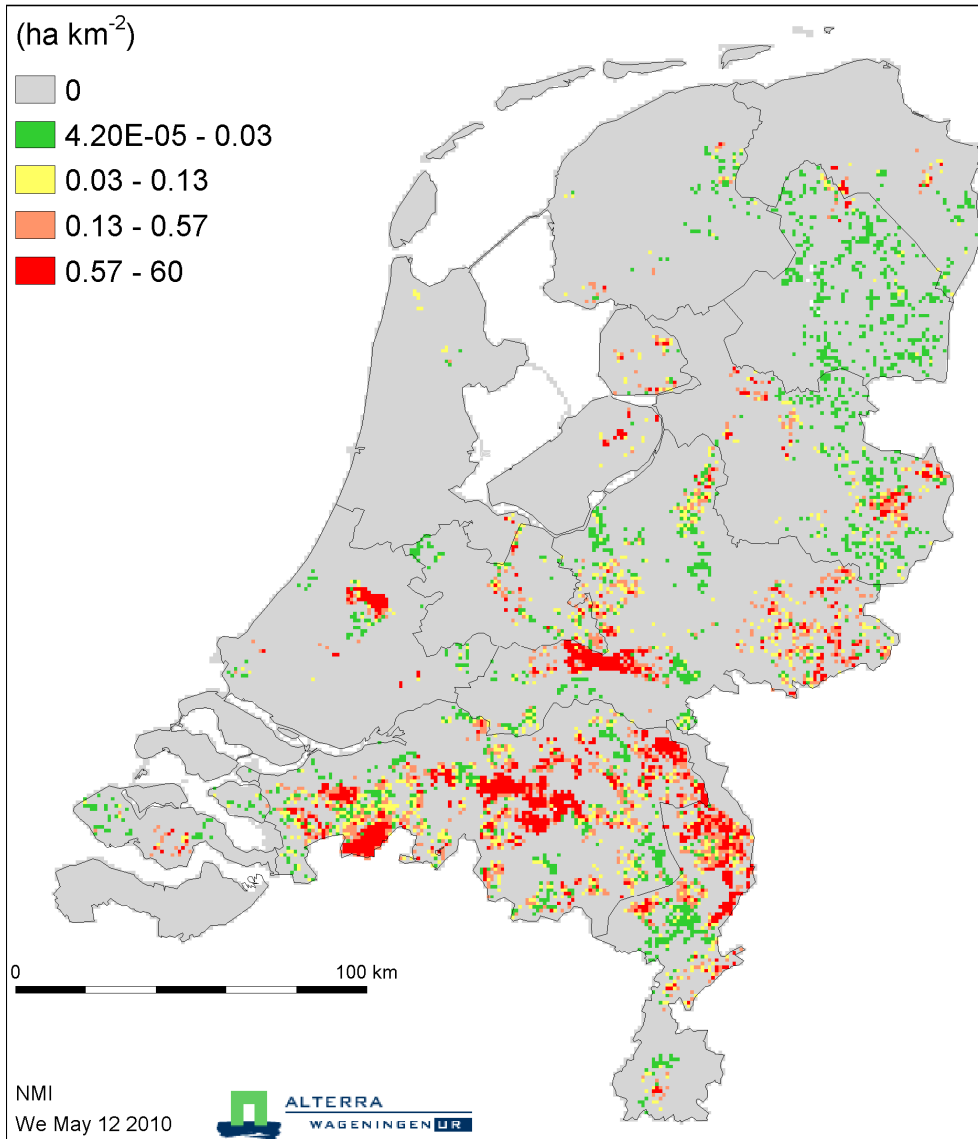 (ha km-2)
0
4.20E-05 - 0.03
0.03 - 0.13
0.13 - 0.57
0.57 - 60
0 100 km
NMI
We May 12 2010
ALTERRA
WAGENINGEN UR